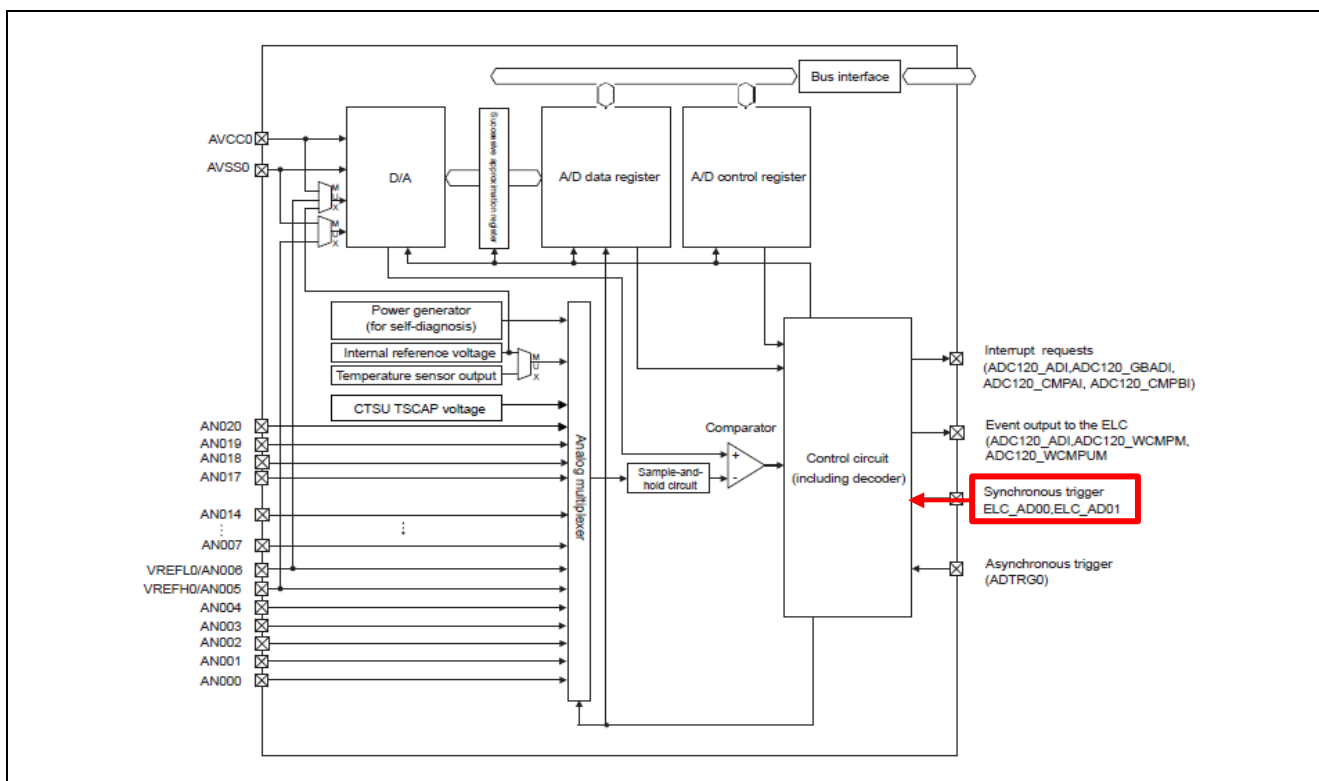 Bus interface
AVCC0
AVSS0
M
U
X
M
U
X
D/A
Successive approximation register
A/D data register
A/D control register
Power generator
(for self-diagnosis)
Internal reference voltage
Temperature sensor output
M
U
X
CTSU TSCAP voltage
AN020
AN019
AN018
AN017
AN014
AN007
VREFL0/AN006
VREFH0/AN005
AN004
AN003
AN002
AN001
AN000
Analog multiplexer
Sample-and-
hold circuit
Comparator
+
-
Control circuit
(including decoder)
Interrupt requests
(ADC120_ADI,ADC120_GBADI,
ADC120_CMPAI, ADC120_CMPBI)
Event output to the ELC
(ADC120_ADI,ADC120_WCMPM,
ADC120_WCMPUM
Synchronous trigger
ELC_AD00,ELC_AD01
Asynchronous trigger
(ADTRG0)